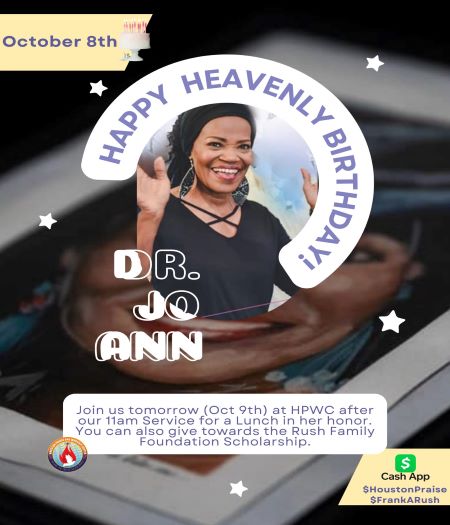 October 8th
HAPPY HEAVENLY BIRTHDAY!
DR.
JO
ANN
Join us tomorrow (Oct 9th) at HPWC after
our 11am Service for a Lunch in her honor.
You can also give towards the Rush Family
Foundation Scholarship.
$
Cash App
$HoustonPraise
$FrankARush